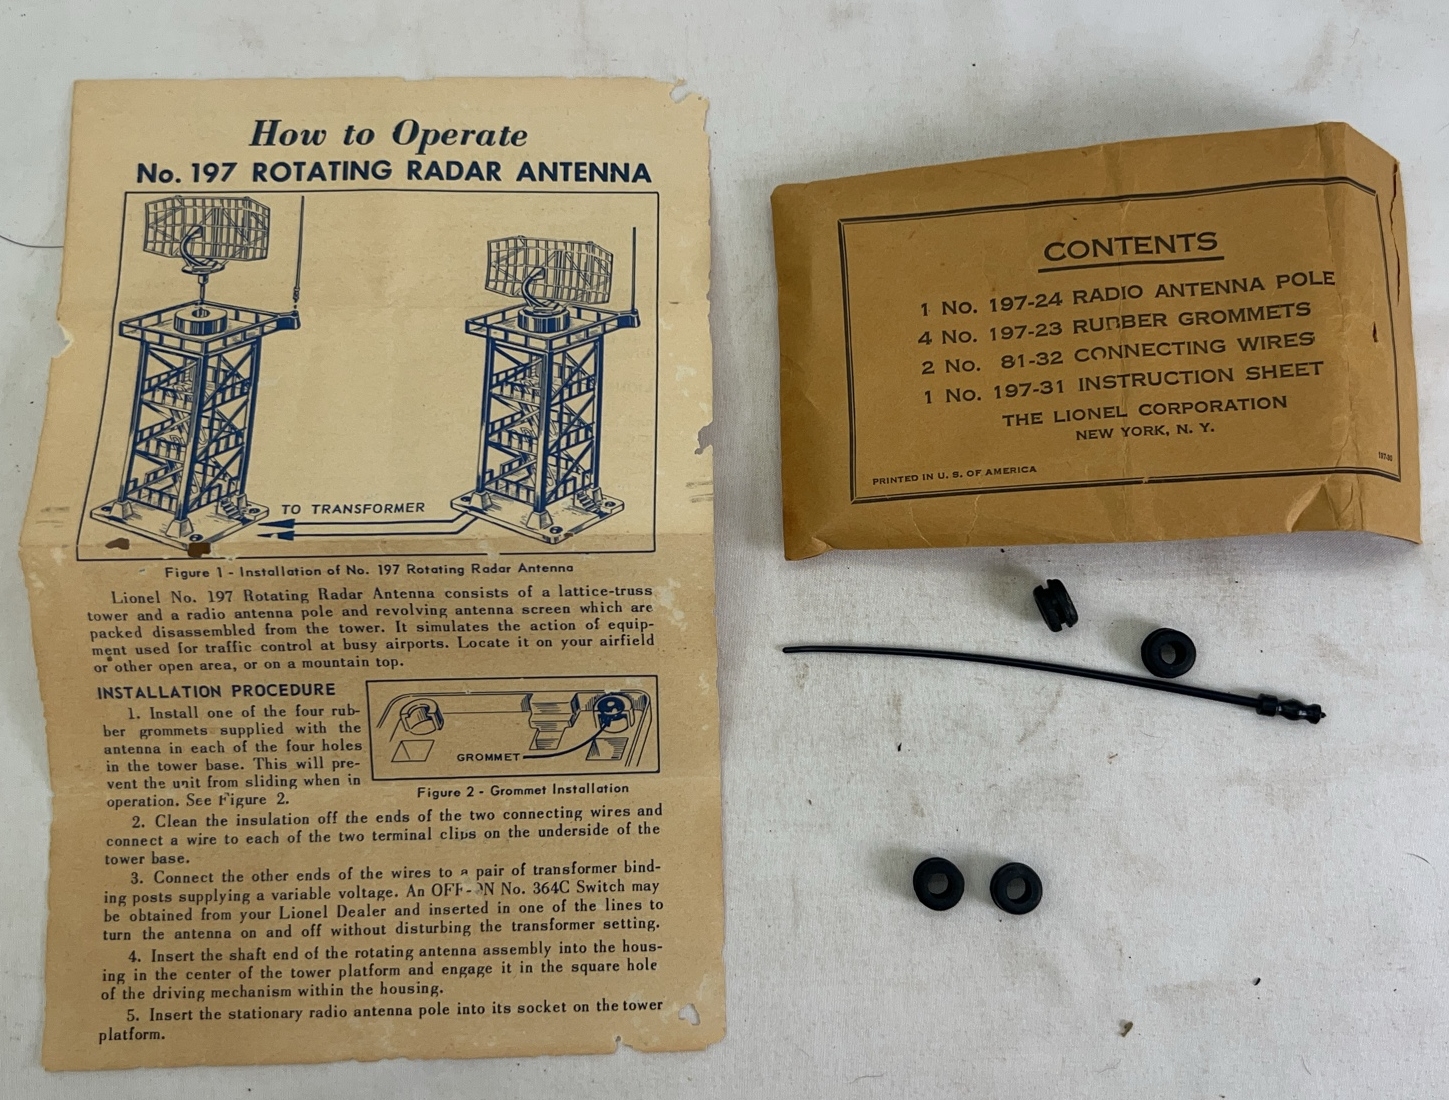 How to Operate
No. 197 ROTATING RADAR ANTENNA
TO TRANSFORMER
Figure 1 - Installation of No. 197 Rotating Radar Antenna
Lionel No. 197 Rotating Radar Antenna consists of a lattice-truss
tower and a radio antenna pole and revolving antenna screen which are
packed disassembled from the tower. It simulates the action of equip-
ment used for traffic control at busy airports. Locate it on your airfield
or other open area, or on a mountain top.
INSTALLATION PROCEDURE
1. Install one of the four rub-
ber grommets supplied with the
antenna in each of the four holes
in the tower base. This will pre-
vent the unit from sliding when in
operation. See Figure 2.
GROMMET
Figure 2 - Grommet Installation
2. Clean the insulation off the ends of the two connecting wires and
connect a wire to each of the two terminal clips on the underside of the
tower base.
3. Connect the other ends of the wires to a pair of transformer bind-
ing posts supplying a variable voltage. An OFF-ON No. 364C Switch may
be obtained from your Lionel Dealer and inserted in one of the lines to
turn the antenna on and off without disturbing the transformer setting.
4. Insert the shaft end of the rotating antenna assembly into the hous-
ing in the center of the tower platform and engage it in the square hole
of the driving mechanism within the housing.
5. Insert the stationary radio antenna pole into its socket on the tower
platform.
CONTENTS
1 No. 197-24 RADIO ANTENNA POLE
4 No. 197-23 RUBBER GROMMETS
2 No. 81-32 CONNECTING WIRES
1 No. 197-31 INSTRUCTION SHEET
THE LIONEL CORPORATION
NEW YORK, N. Y.
PRINTED IN U. S. OF AMERICA